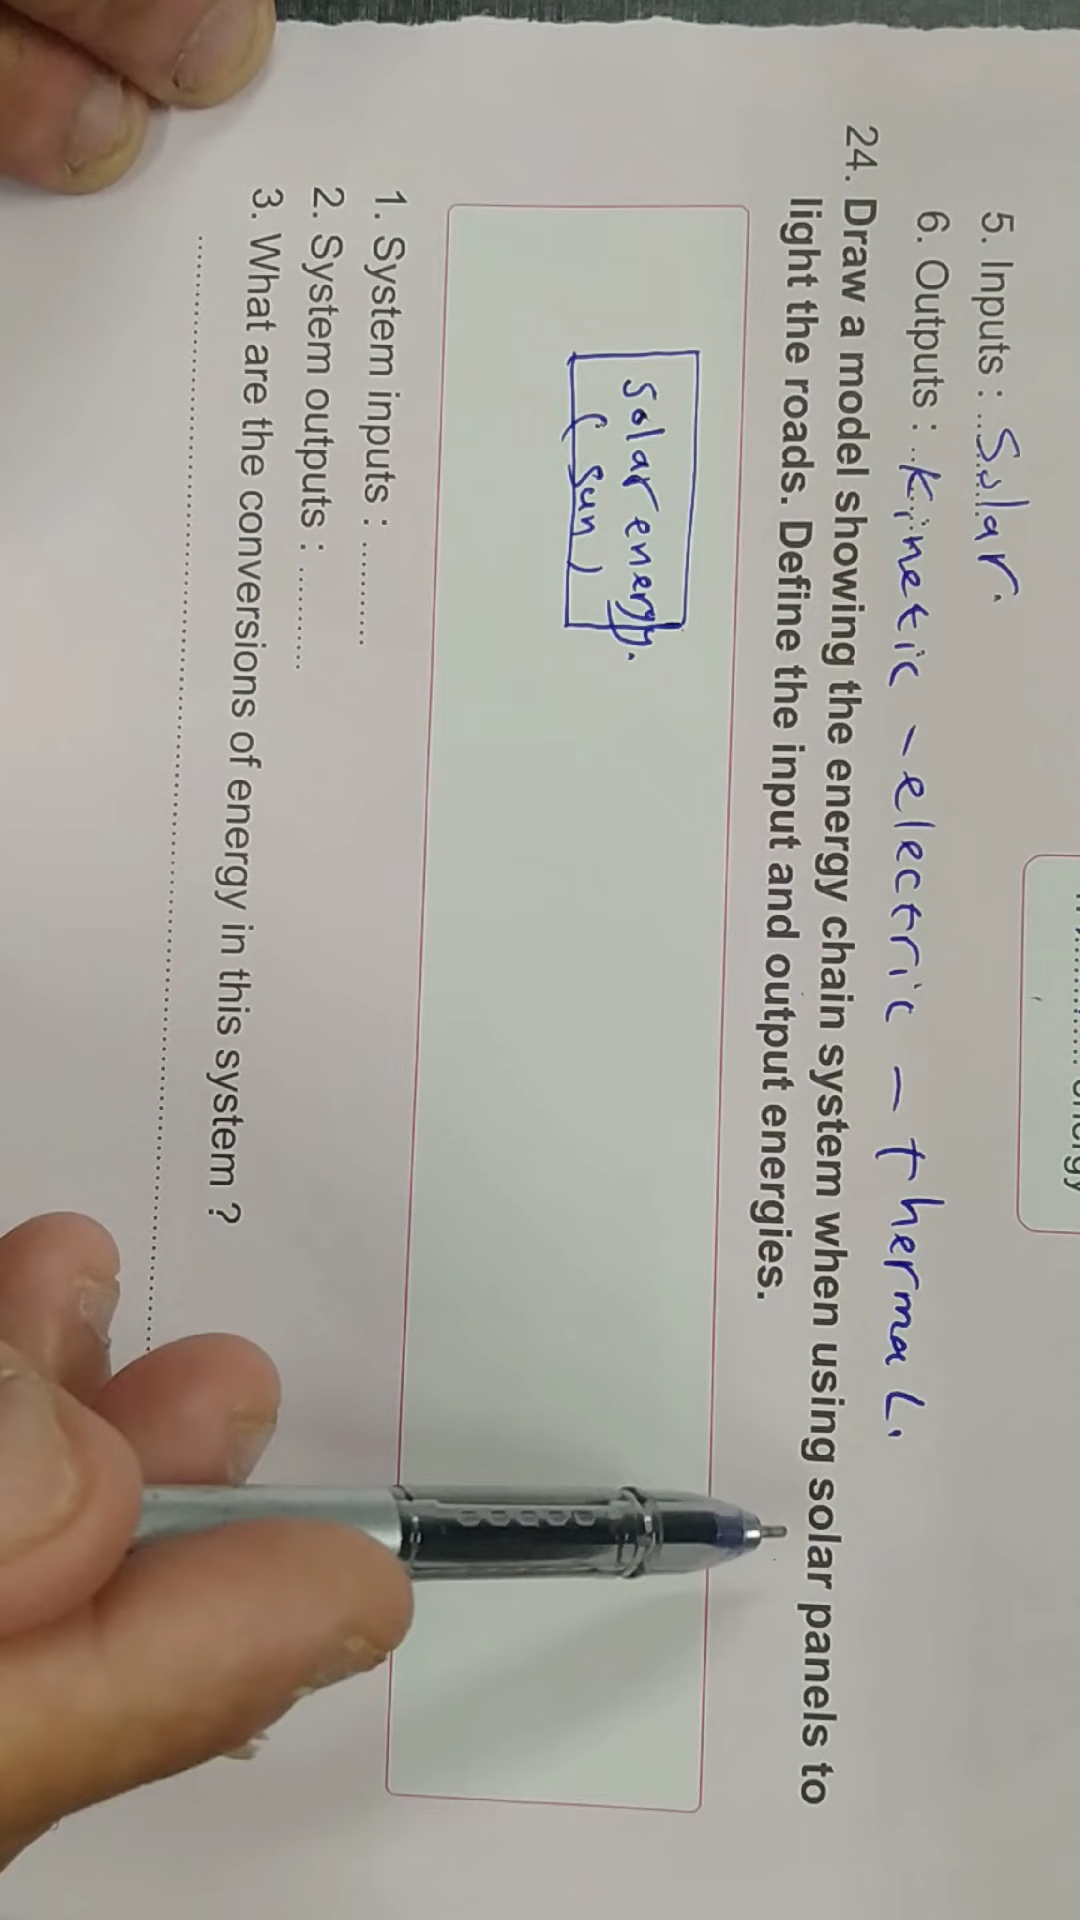 5. Inputs : ...Solar.
6. Outputs : ..Kinetic - electric - thermal.
24. Draw a model showing the energy chain system when using solar panels to
light the roads. Define the input and output energies.
Solar energy.
(Sun)
1. System inputs : ...........
2. System outputs : ...........
3. What are the conversions of energy in this system ?